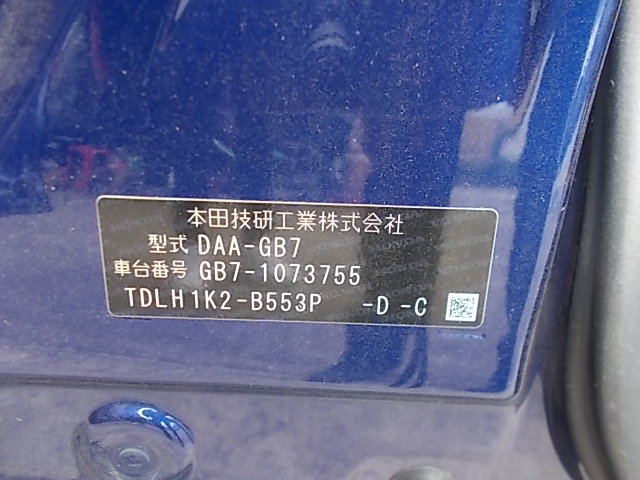 本田技研工業株式会社
型式 DAA-GB7
車台番号 GB7-1073755
TDLH1K2-B553P -D -C